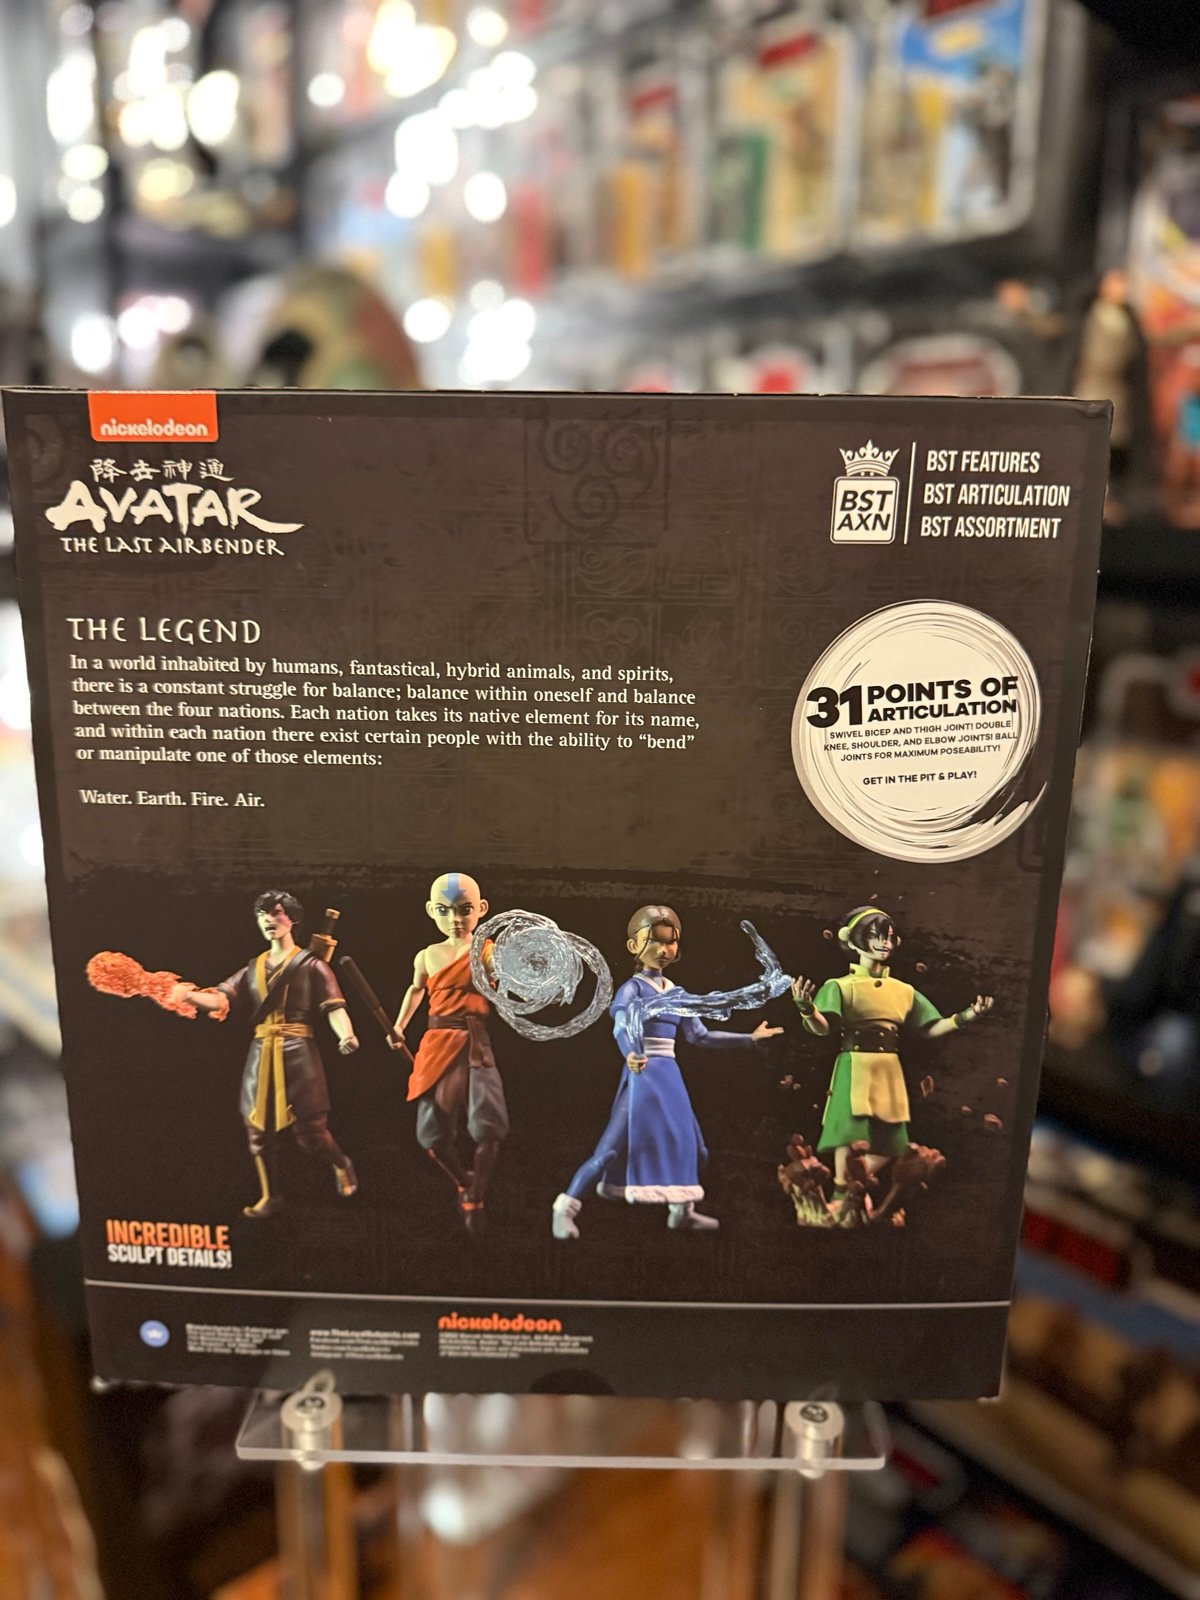 nickelodeon
降去神通
AVATAR
THE LAST AIRBENDER
BST
AXN
BST FEATURES
BST ARTICULATION
BST ASSORTMENT
THE LEGEND
In a world inhabited by humans, fantastical, hybrid animals, and spirits,
there is a constant struggle for balance; balance within oneself and balance
between the four nations. Each nation takes its native element for its name,
and within each nation there exist certain people with the ability to “bend”
or manipulate one of those elements:
Water. Earth. Fire. Air.
31 POINTS OF
ARTICULATION
SWIVEL BICEP AND THIGH JOINT! DOUBLE
KNEE, SHOULDER, AND ELBOW JOINTS! BALL
JOINTS FOR MAXIMUM POSEABILITY!
GET IN THE PIT & PLAY!
INCREDIBLE
SCULPT DETAILS!
nickelodeon